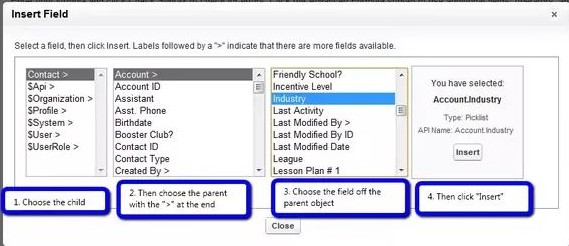 Insert Field
Select a field, then click Insert. Labels followed by a ">" indicate that there are more fields available.
Contact >
$Api >
$Organization >
$Profile >
$System >
$User >
$UserRole >
Account >
Account ID
Assistant
Asst. Phone
Birthdate
Booster Club?
Contact ID
Contact Type
Created By >
Friendly School?
Incentive Level
Industry
Last Activity
Last Modified By >
Last Modified By ID
Last Modified Date
League
Lesson Plan # 1
You have selected:
Account.Industry
Type: Picklist
API Name: Account.Industry
Insert
1. Choose the child
2. Then choose the parent
with the ">" at the end
3. Choose the field off the
parent object
4. Then click "Insert"
Close